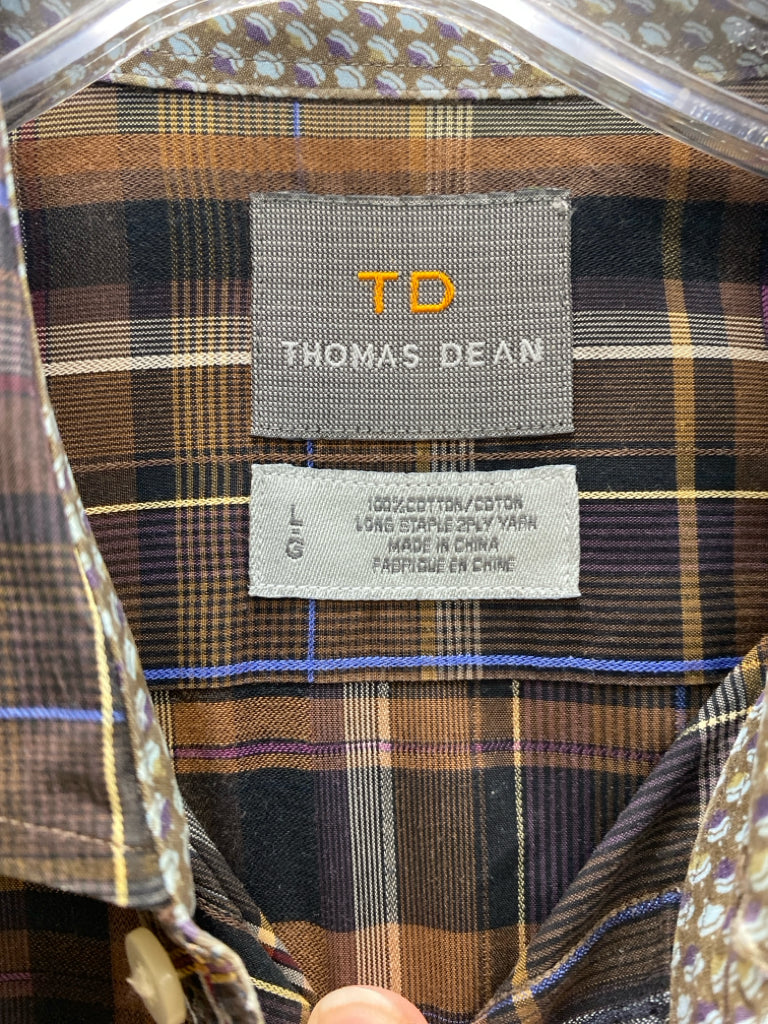 TD
THOMAS DEAN
L
G
100%COTTON/COTON
LONG STAPLE 2PLY YARN
MADE IN CHINA
FABRIQUE EN CHINE